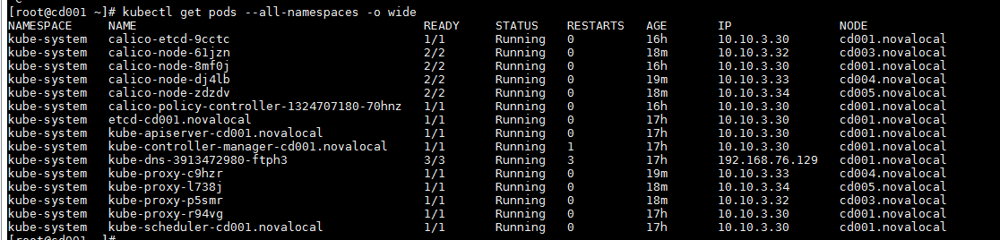 [root@cd001 ~]# kubectl get pods --all-namespaces -o wide
NAMESPACE NAME READY STATUS RESTARTS AGE IP NODE
kube-system calico-etcd-9cctc 1/1 Running 0 16h 10.10.3.30 cd001.novalocal
kube-system calico-node-61jzn 2/2 Running 0 18m 10.10.3.32 cd003.novalocal
kube-system calico-node-8mf0j 2/2 Running 0 16h 10.10.3.30 cd001.novalocal
kube-system calico-node-dj4lb 2/2 Running 0 19m 10.10.3.33 cd004.novalocal
kube-system calico-node-zdzdv 2/2 Running 0 18m 10.10.3.34 cd005.novalocal
kube-system calico-policy-controller-1324707180-70hnz 1/1 Running 0 16h 10.10.3.30 cd001.novalocal
kube-system etcd-cd001.novalocal 1/1 Running 0 17h 10.10.3.30 cd001.novalocal
kube-system kube-apiserver-cd001.novalocal 1/1 Running 0 17h 10.10.3.30 cd001.novalocal
kube-system kube-controller-manager-cd001.novalocal 1/1 Running 1 17h 10.10.3.30 cd001.novalocal
kube-system kube-dns-3913472980-ftph3 3/3 Running 3 17h 192.168.76.129 cd001.novalocal
kube-system kube-proxy-c9hzr 1/1 Running 0 19m 10.10.3.33 cd004.novalocal
kube-system kube-proxy-l738j 1/1 Running 0 18m 10.10.3.34 cd005.novalocal
kube-system kube-proxy-p5smr 1/1 Running 0 18m 10.10.3.32 cd003.novalocal
kube-system kube-proxy-r94vg 1/1 Running 0 17h 10.10.3.30 cd001.novalocal
kube-system kube-scheduler-cd001.novalocal 1/1 Running 0 17h 10.10.3.30 cd001.novalocal
[root@cd001 ~]#